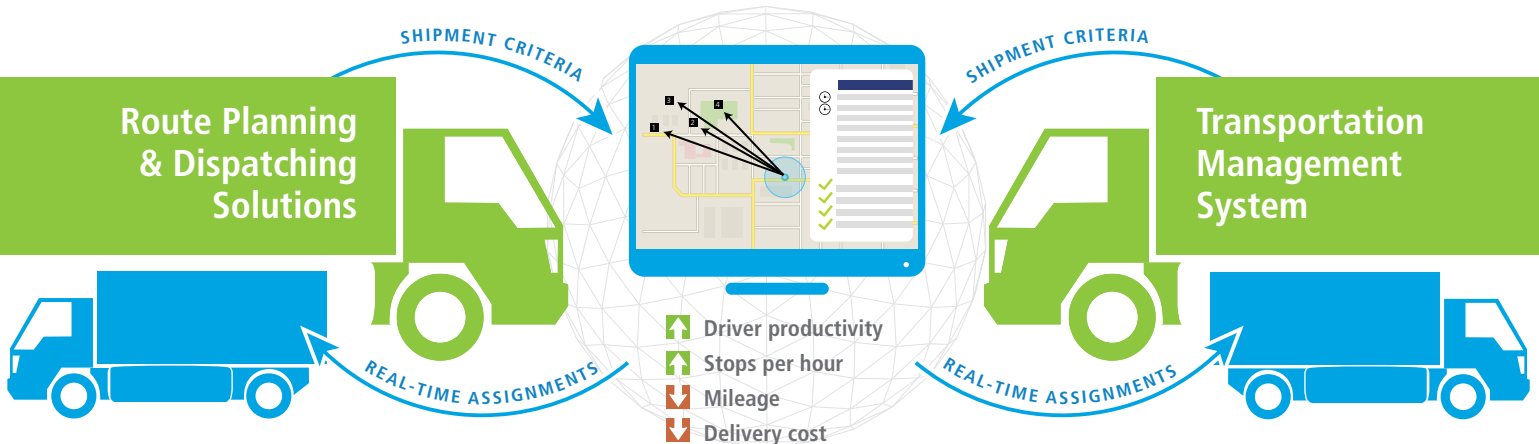 SHIPMENT CRITERIA
SHIPMENT CRITERIA
Route Planning
& Dispatching
Solutions
3
4
1
2
Transportation
Management
System
Driver productivity
Stops per hour
Mileage
Delivery cost
REAL-TIME ASSIGNMENTS
REAL-TIME ASSIGNMENTS